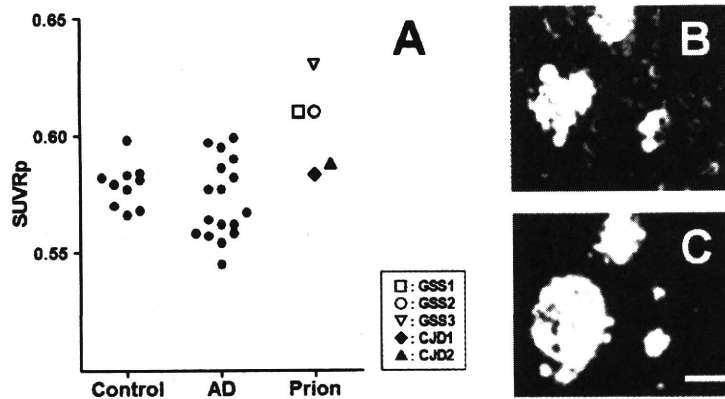 0.65
0.60
0.55
SUVRp
Control
AD
Prion
A
□ : GSS1
○ : GSS2
▽ : GSS3
◆ : CJD1
▲ : CJD2
B
C